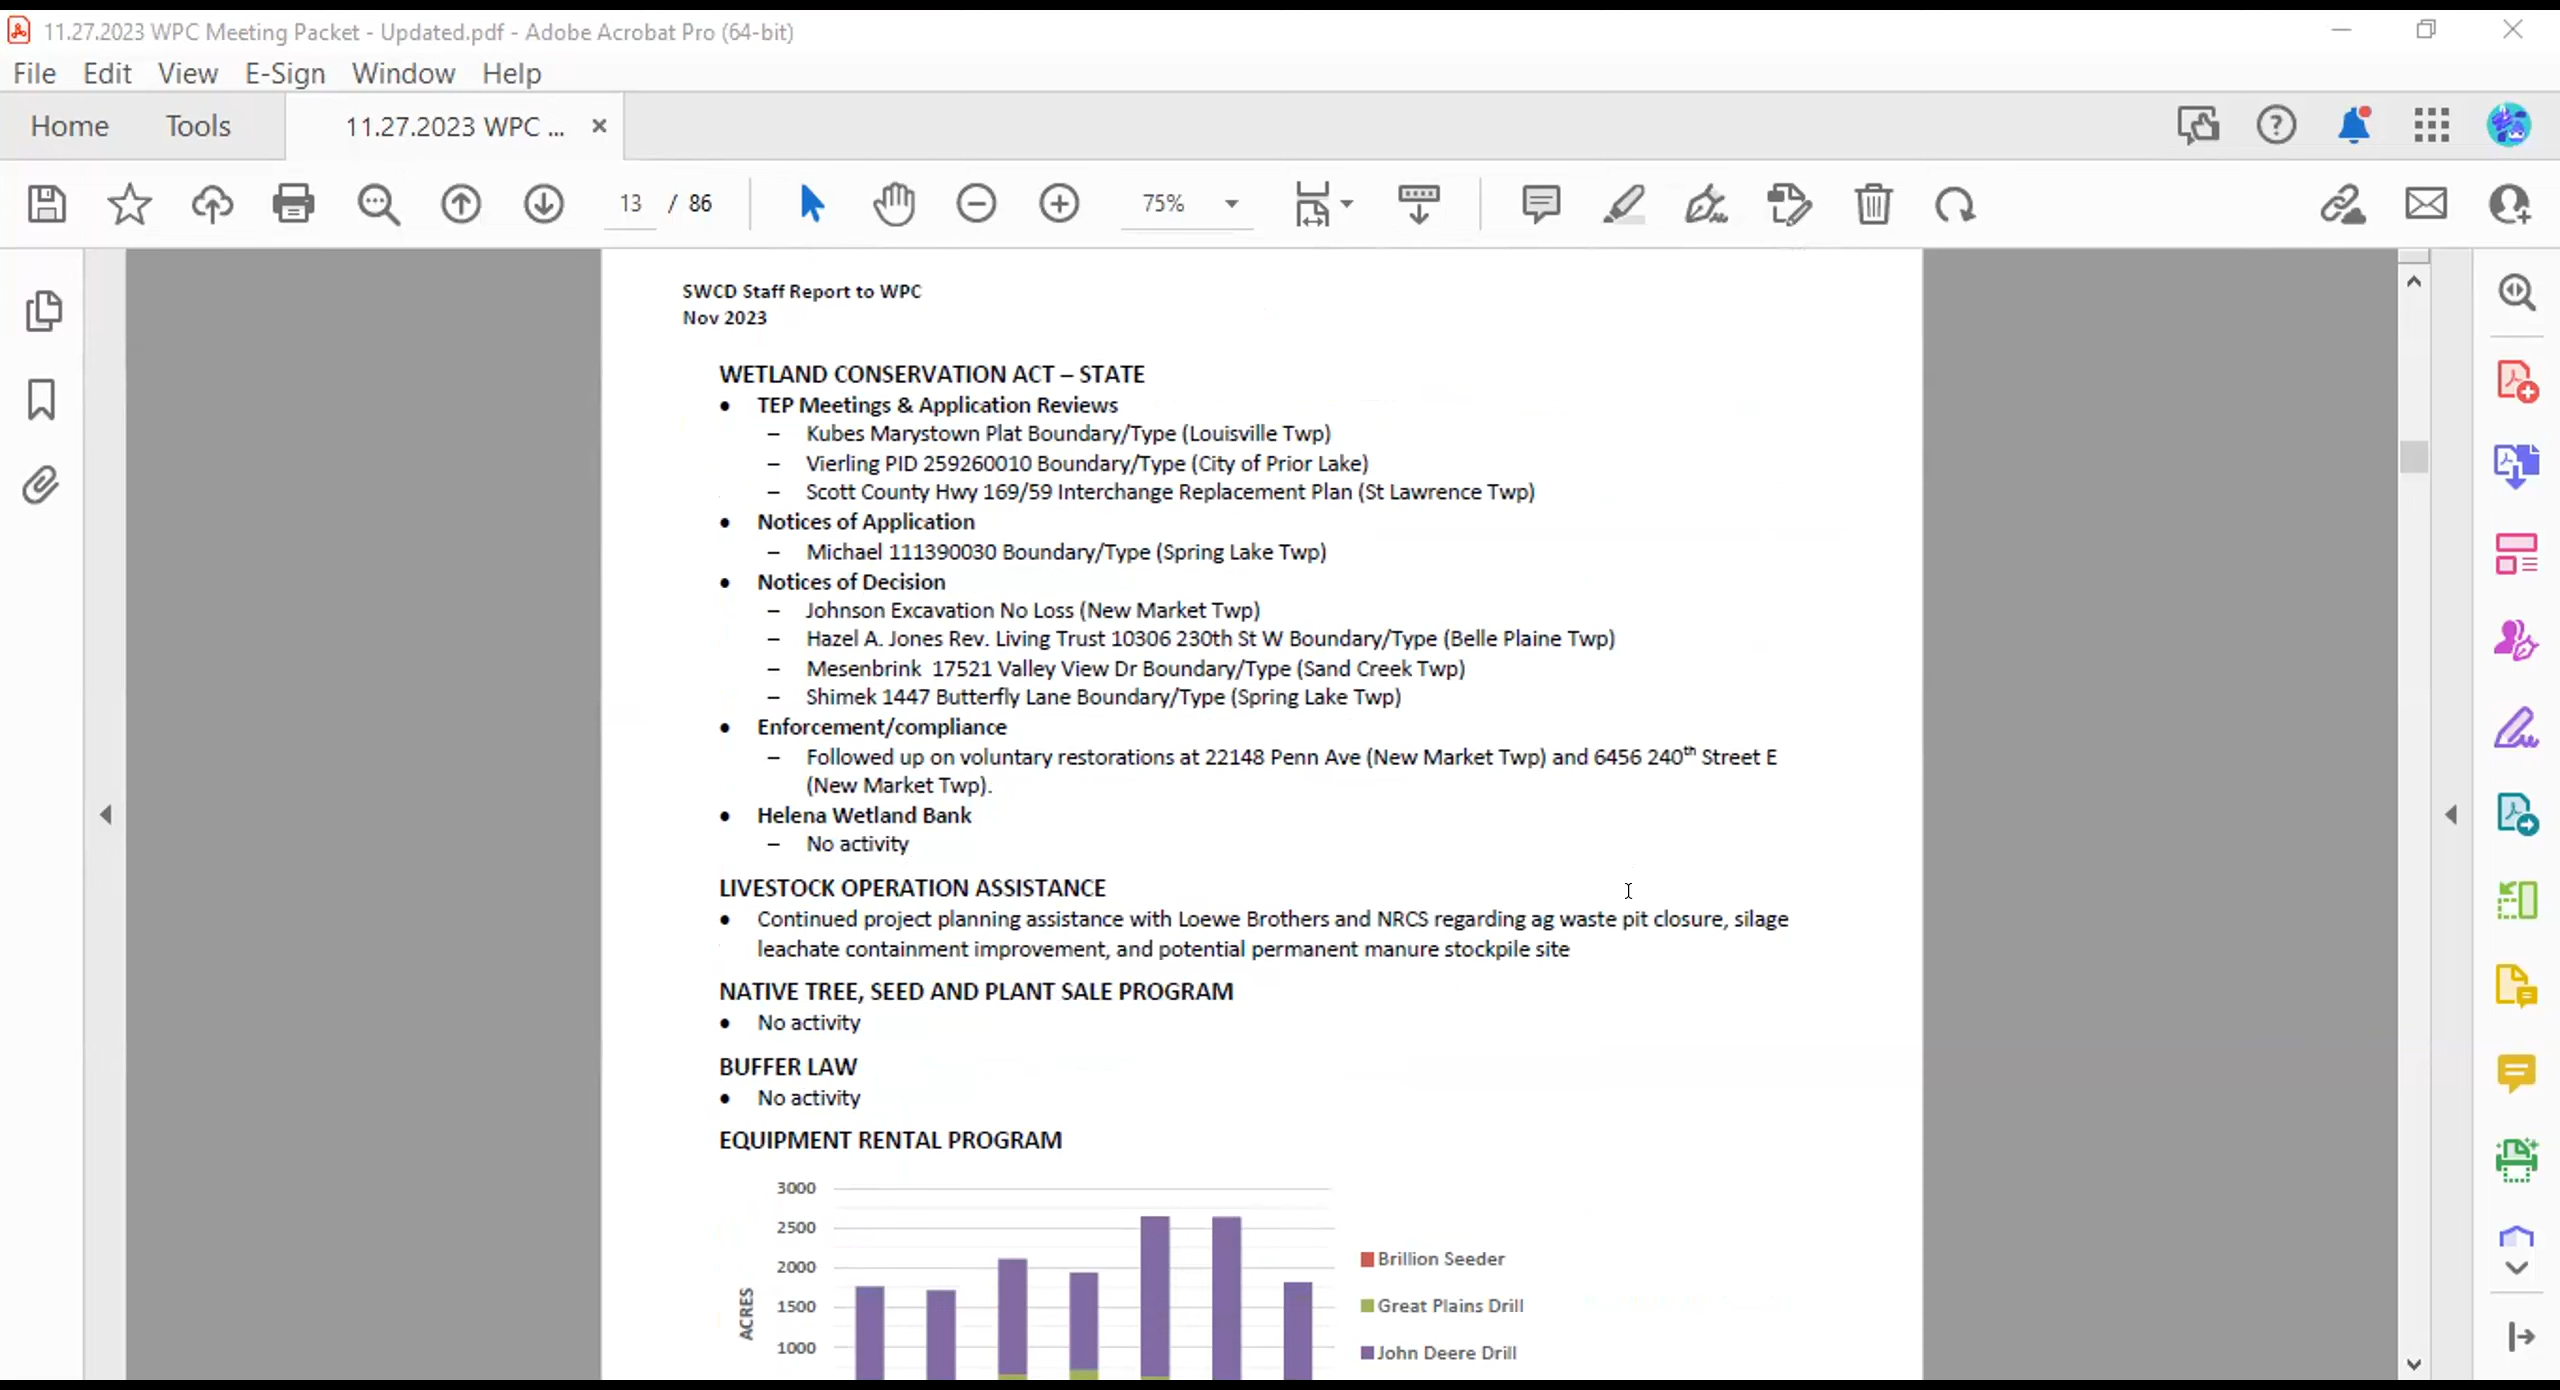 11.27.2023 WPC Meeting Packet - Updated.pdf - Adobe Acrobat Pro (64-bit)
File Edit View E-Sign Window Help
Home Tools 11.27.2023 WPC ...
13 / 86 75%
SWCD Staff Report to WPC
Nov 2023
WETLAND CONSERVATION ACT – STATE
• TEP Meetings & Application Reviews
– Kubes Marystown Plat Boundary/Type (Louisville Twp)
– Vierling PID 259260010 Boundary/Type (City of Prior Lake)
– Scott County Hwy 169/59 Interchange Replacement Plan (St Lawrence Twp)
• Notices of Application
– Michael 111390030 Boundary/Type (Spring Lake Twp)
• Notices of Decision
– Johnson Excavation No Loss (New Market Twp)
– Hazel A. Jones Rev. Living Trust 10306 230th St W Boundary/Type (Belle Plaine Twp)
– Mesenbrink 17521 Valley View Dr Boundary/Type (Sand Creek Twp)
– Shimek 1447 Butterfly Lane Boundary/Type (Spring Lake Twp)
• Enforcement/compliance
– Followed up on voluntary restorations at 22148 Penn Ave (New Market Twp) and 6456 240th Street E
(New Market Twp).
• Helena Wetland Bank
– No activity
LIVESTOCK OPERATION ASSISTANCE
• Continued project planning assistance with Loewe Brothers and NRCS regarding ag waste pit closure, silage
leachate containment improvement, and potential permanent manure stockpile site
NATIVE TREE, SEED AND PLANT SALE PROGRAM
• No activity
BUFFER LAW
• No activity
EQUIPMENT RENTAL PROGRAM
3000
2500
2000
1500
1000
ACRES
Brillion Seeder
Great Plains Drill
John Deere Drill